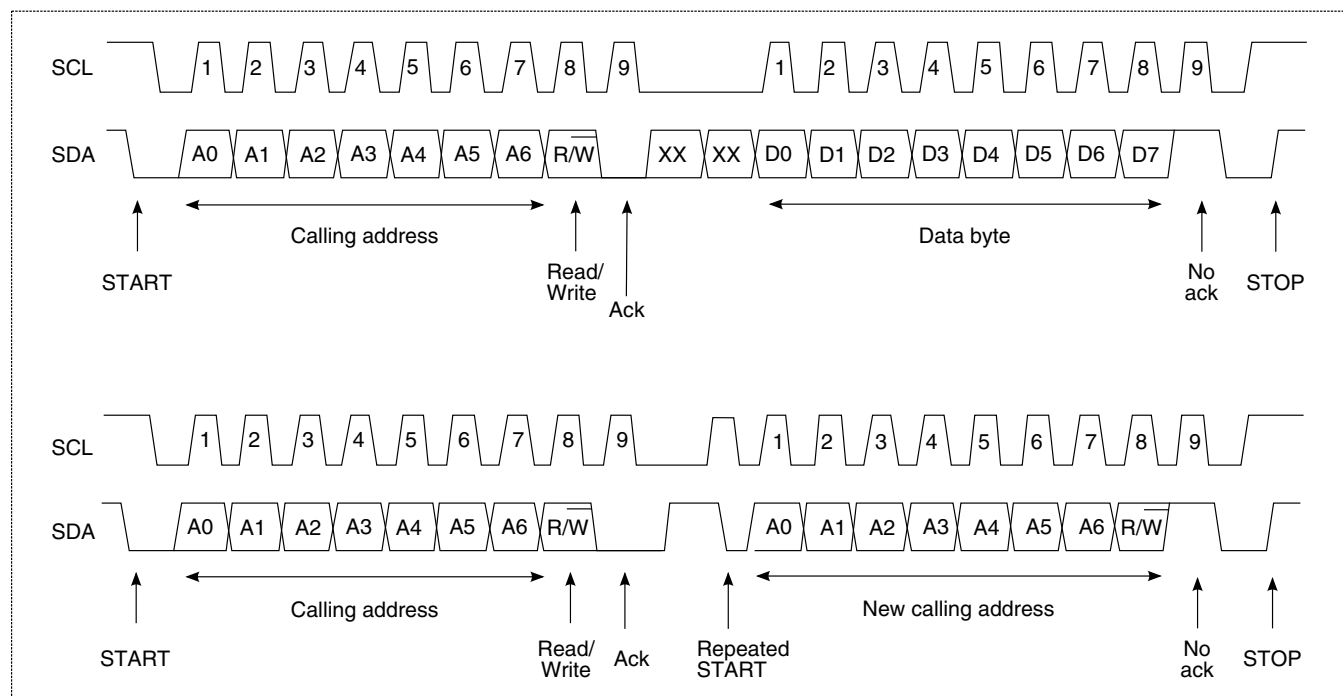 SCL 1 2 3 4 5 6 7 8 9 1 2 3 4 5 6 7 8 9
SDA A0 A1 A2 A3 A4 A5 A6 R/W XX XX D0 D1 D2 D3 D4 D5 D6 D7
Calling address Data byte
START Read/ No STOP
Write ack
Ack
SCL 1 2 3 4 5 6 7 8 9 1 2 3 4 5 6 7 8 9
SDA A0 A1 A2 A3 A4 A5 A6 R/W A0 A1 A2 A3 A4 A5 A6 R/W
Calling address New calling address
START Read/ Ack Repeated No STOP
Write START ack